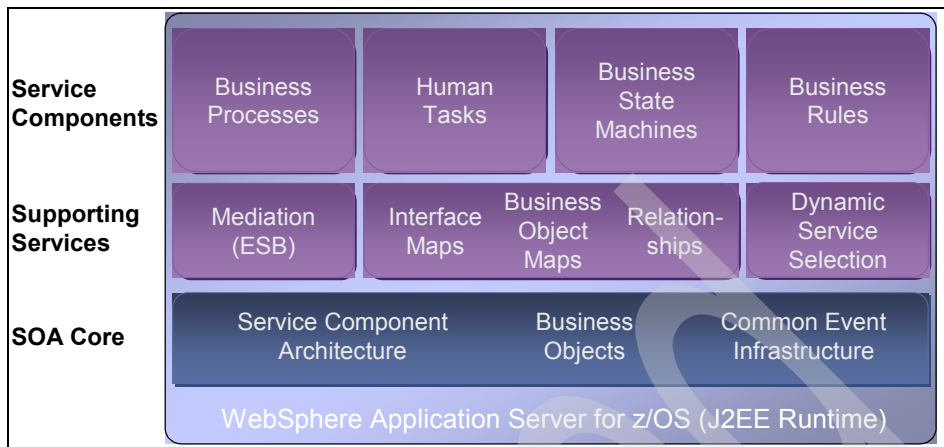 Service
Components
Business
Processes
Human
Tasks
Business
State
Machines
Business
Rules
Supporting
Services
Mediation
(ESB)
Interface
Maps
Business
Object
Maps
Relation-
ships
Dynamic
Service
Selection
SOA Core
Service Component
Architecture
Business
Objects
Common Event
Infrastructure
WebSphere Application Server for z/OS (J2EE Runtime)